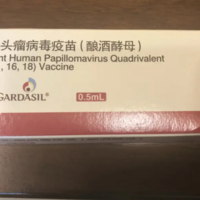 头瘤病毒疫苗(酿酒酵母)
nt Human Papillomavirus Quadrivalent
, 16, 18) Vaccine
GARDASIL®
0.5mL